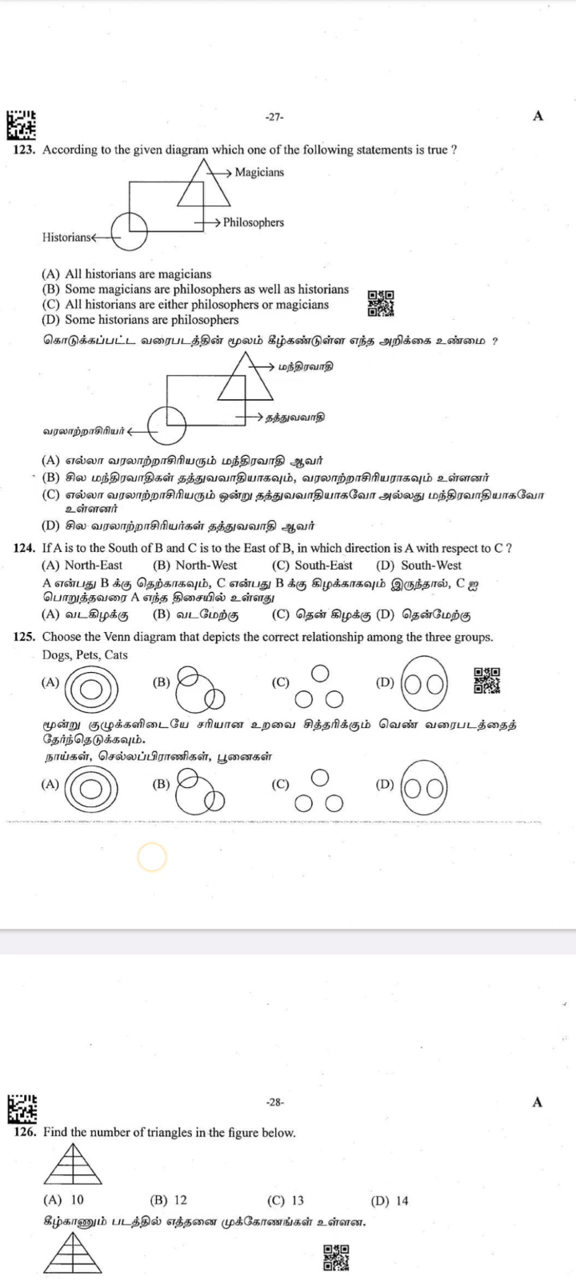 -27-
A
123. According to the given diagram which one of the following statements is true ?
Magicians
Philosophers
Historians
(A) All historians are magicians
(B) Some magicians are philosophers as well as historians
(C) All historians are either philosophers or magicians
(D) Some historians are philosophers
கொடுக்கப்பட்ட வரைபடத்தின் மூலம் கீழ்கண்டுள்ள எந்த அறிக்கை உண்மை ?
மந்திரவாதி
தத்துவவாதி
வரலாற்றாசிரியர்
(A) எல்லா வரலாற்றாசிரியரும் மந்திரவாதி ஆவர்
(B) சில மந்திரவாதிகள் தத்துவவாதியாகவும், வரலாற்றாசிரியராகவும் உள்ளனர்
(C) எல்லா வரலாற்றாசிரியரும் ஒன்று தத்துவவாதியாகவோ அல்லது மந்திரவாதியாகவோ
உள்ளனர்
(D) சில வரலாற்றாசிரியர்கள் தத்துவவாதி ஆவர்
124. If A is to the South of B and C is to the East of B, in which direction is A with respect to C ?
(A) North-East (B) North-West (C) South-East (D) South-West
A என்பது B க்கு தெற்காகவும், C என்பது B க்கு கிழக்காகவும் இருந்தால், C ஐ
பொறுத்தவரை A எந்த திசையில் உள்ளது
(A) வடகிழக்கு (B) வடமேற்கு (C) தென் கிழக்கு (D) தென்மேற்கு
125. Choose the Venn diagram that depicts the correct relationship among the three groups.
Dogs, Pets, Cats
(A) (B) (C) (D)
மூன்று குழுக்களிடையே சரியான உறவை சித்தரிக்கும் வெண் வரைபடத்தைத்
தேர்ந்தெடுக்கவும்.
நாய்கள், செல்லப்பிராணிகள், பூனைகள்
(A) (B) (C) (D)
-28-
A
126. Find the number of triangles in the figure below.
(A) 10 (B) 12 (C) 13 (D) 14
கீழ்காணும் படத்தில் எத்தனை முக்கோணங்கள் உள்ளன.